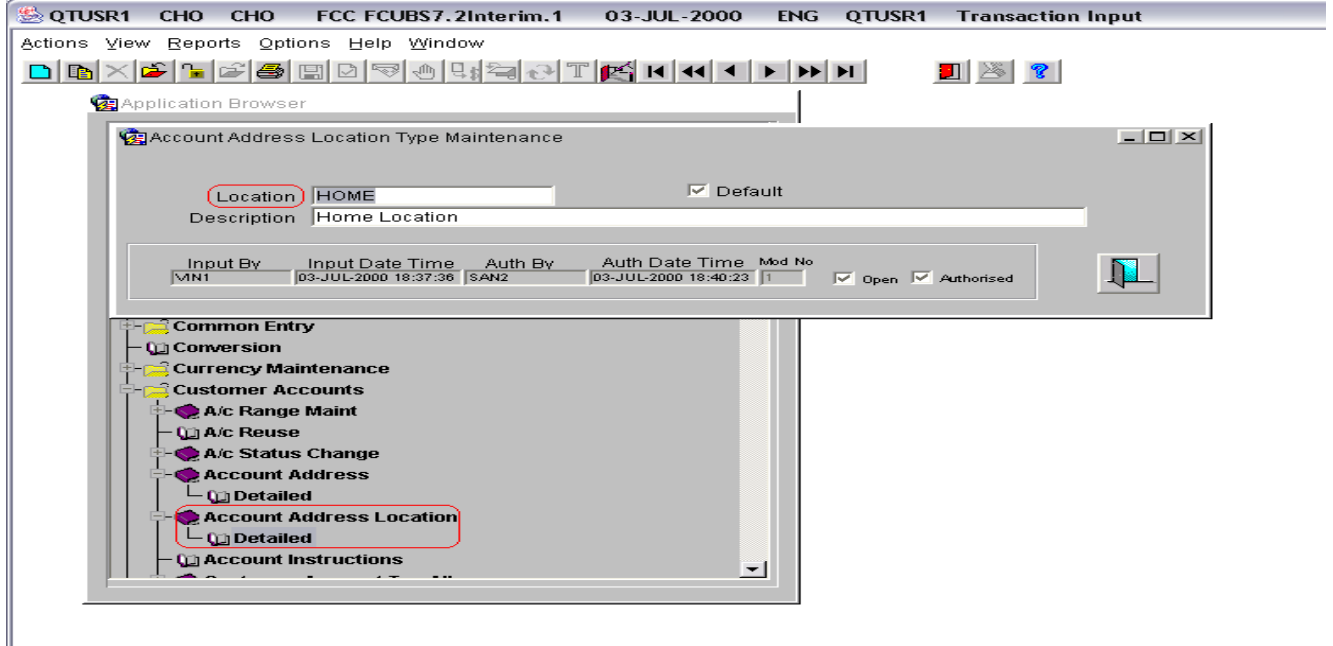 QTUSR1 CHO CHO FCC FCUBS7.2Interim.1 03-JUL-2000 ENG QTUSR1 Transaction Input
Actions View Reports Options Help Window
Application Browser
Account Address Location Type Maintenance
Location HOME Default
Description Home Location
Input By Input Date Time Auth By Auth Date Time Mod No
VIN1 03-JUL-2000 18:37:36 SAN2 03-JUL-2000 18:40:23 1 Open Authorised
Common Entry
Conversion
Currency Maintenance
Customer Accounts
A/c Range Maint
A/c Reuse
A/c Status Change
Account Address
Detailed
Account Address Location
Detailed
Account Instructions